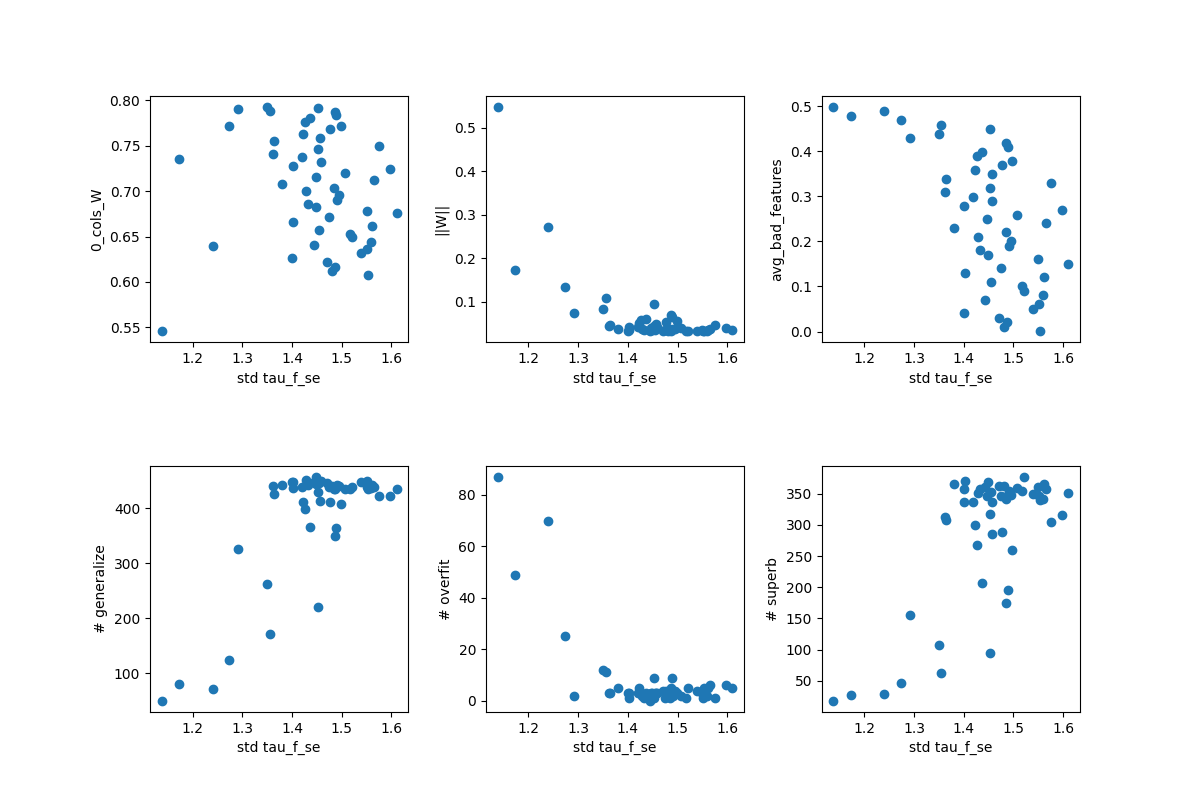 0_cols_W
0.80
0.75
0.70
0.65
0.60
0.55
1.2 1.3 1.4 1.5 1.6
std tau_f_se
||W||
0.5
0.4
0.3
0.2
0.1
1.2 1.3 1.4 1.5 1.6
std tau_f_se
avg_bad_features
0.5
0.4
0.3
0.2
0.1
0.0
1.2 1.3 1.4 1.5 1.6
std tau_f_se
# generalize
400
300
200
100
1.2 1.3 1.4 1.5 1.6
std tau_f_se
# overfit
80
60
40
20
0
1.2 1.3 1.4 1.5 1.6
std tau_f_se
# superb
350
300
250
200
150
100
50
1.2 1.3 1.4 1.5 1.6
std tau_f_se